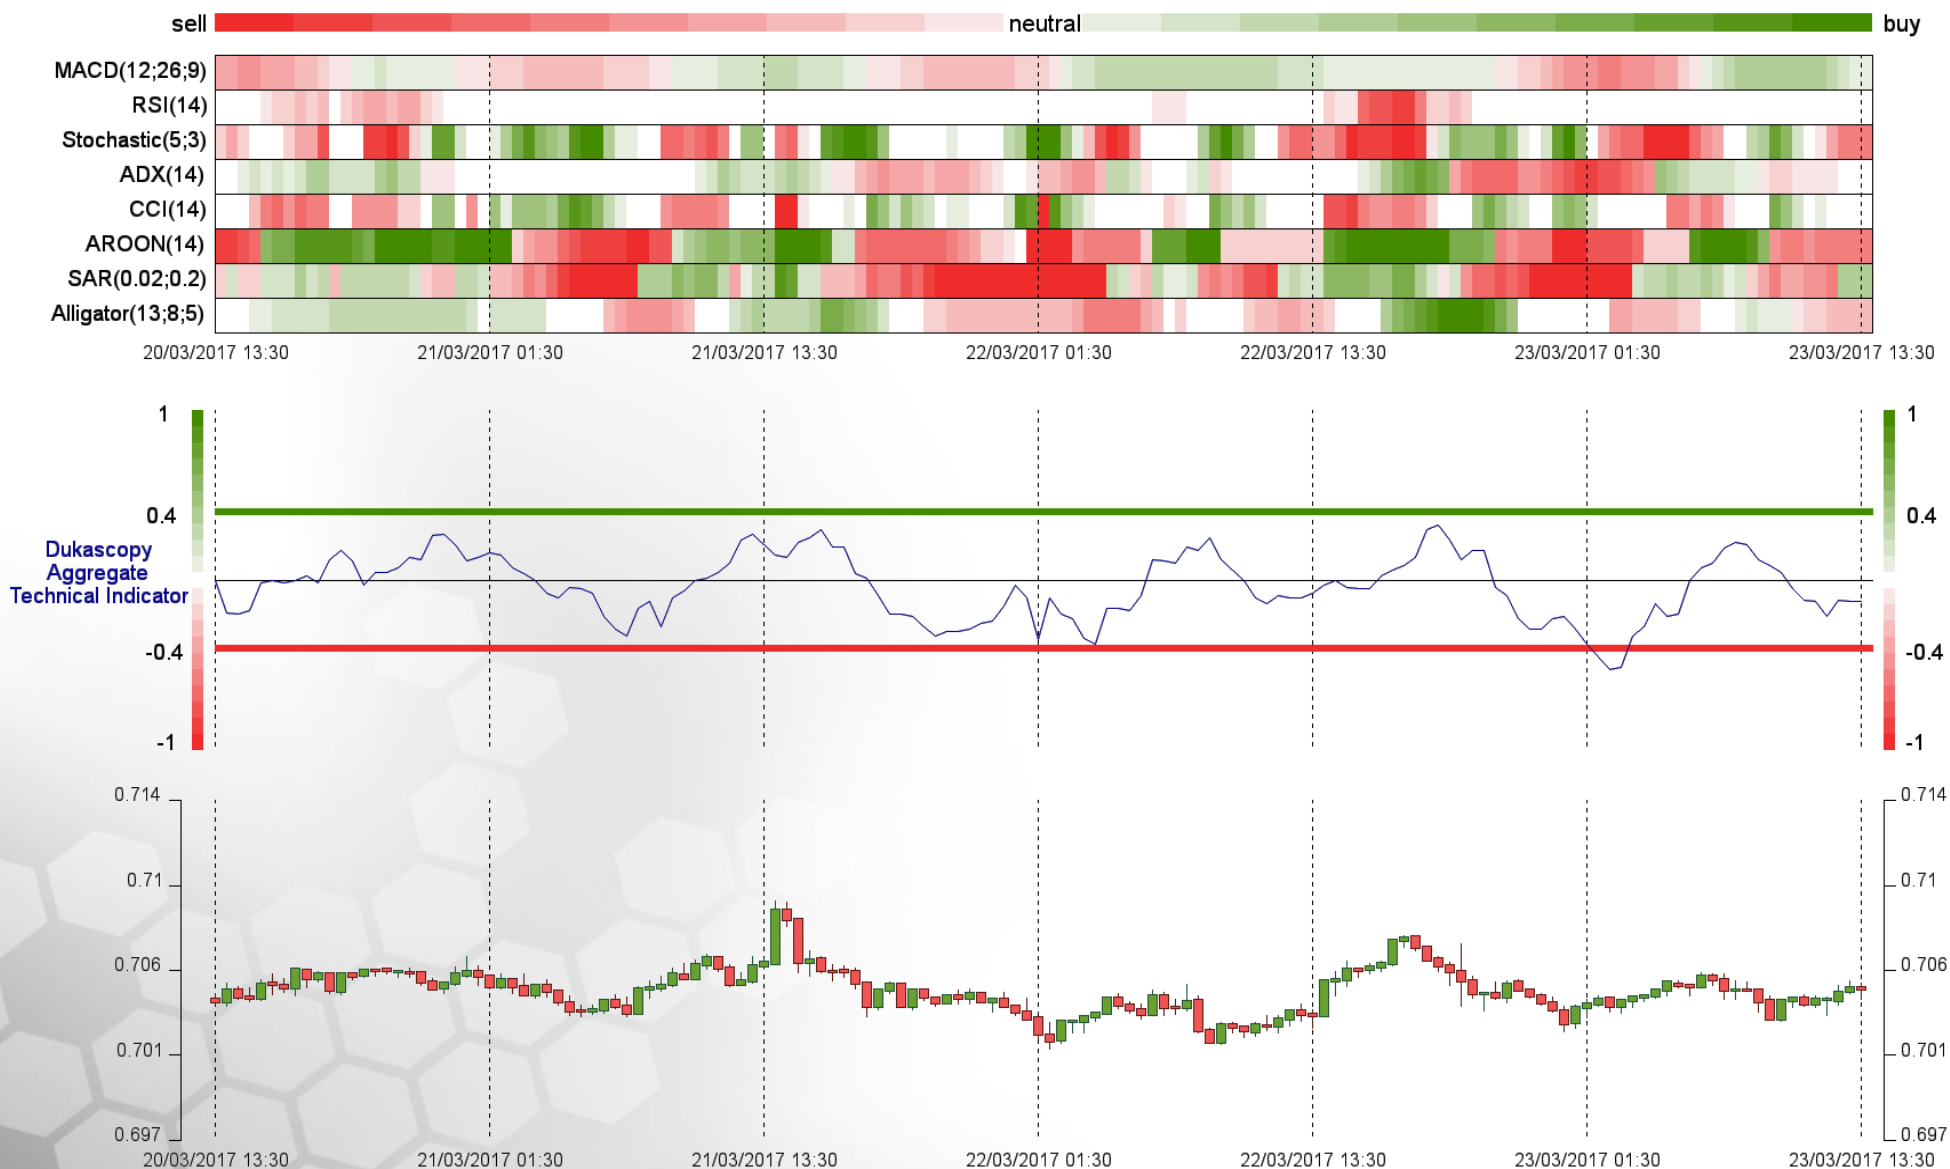 sell neutral buy
MACD(12;26;9)
RSI(14)
Stochastic(5;3)
ADX(14)
CCI(14)
AROON(14)
SAR(0.02;0.2)
Alligator(13;8;5)
20/03/2017 13:30 21/03/2017 01:30 21/03/2017 13:30 22/03/2017 01:30 22/03/2017 13:30 23/03/2017 01:30 23/03/2017 13:30
1 1
0.4 0.4
Dukascopy
Aggregate
Technical Indicator
-0.4 -0.4
-1 -1
0.714 0.714
0.71 0.71
0.706 0.706
0.701 0.701
0.697 0.697
20/03/2017 13:30 21/03/2017 01:30 21/03/2017 13:30 22/03/2017 01:30 22/03/2017 13:30 23/03/2017 01:30 23/03/2017 13:30